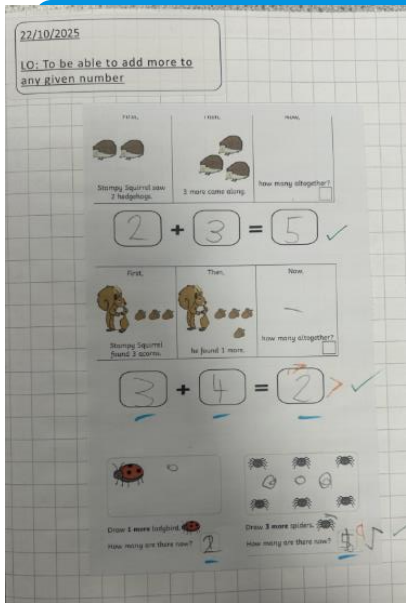 22/10/2025
LO: To be able to add more to
any given number
First, Then, Now,
Stompy Squirrel saw
2 hedgehogs.
3 more came along.
how many altogether?
2 + 3 = 5
First, Then, Now,
Stompy Squirrel
found 3 acorns.
he found 1 more.
how many altogether?
3 + 4 = 2
Draw 1 more ladybird.
How many are there now? 2
Draw 3 more spiders.
How many are there now?